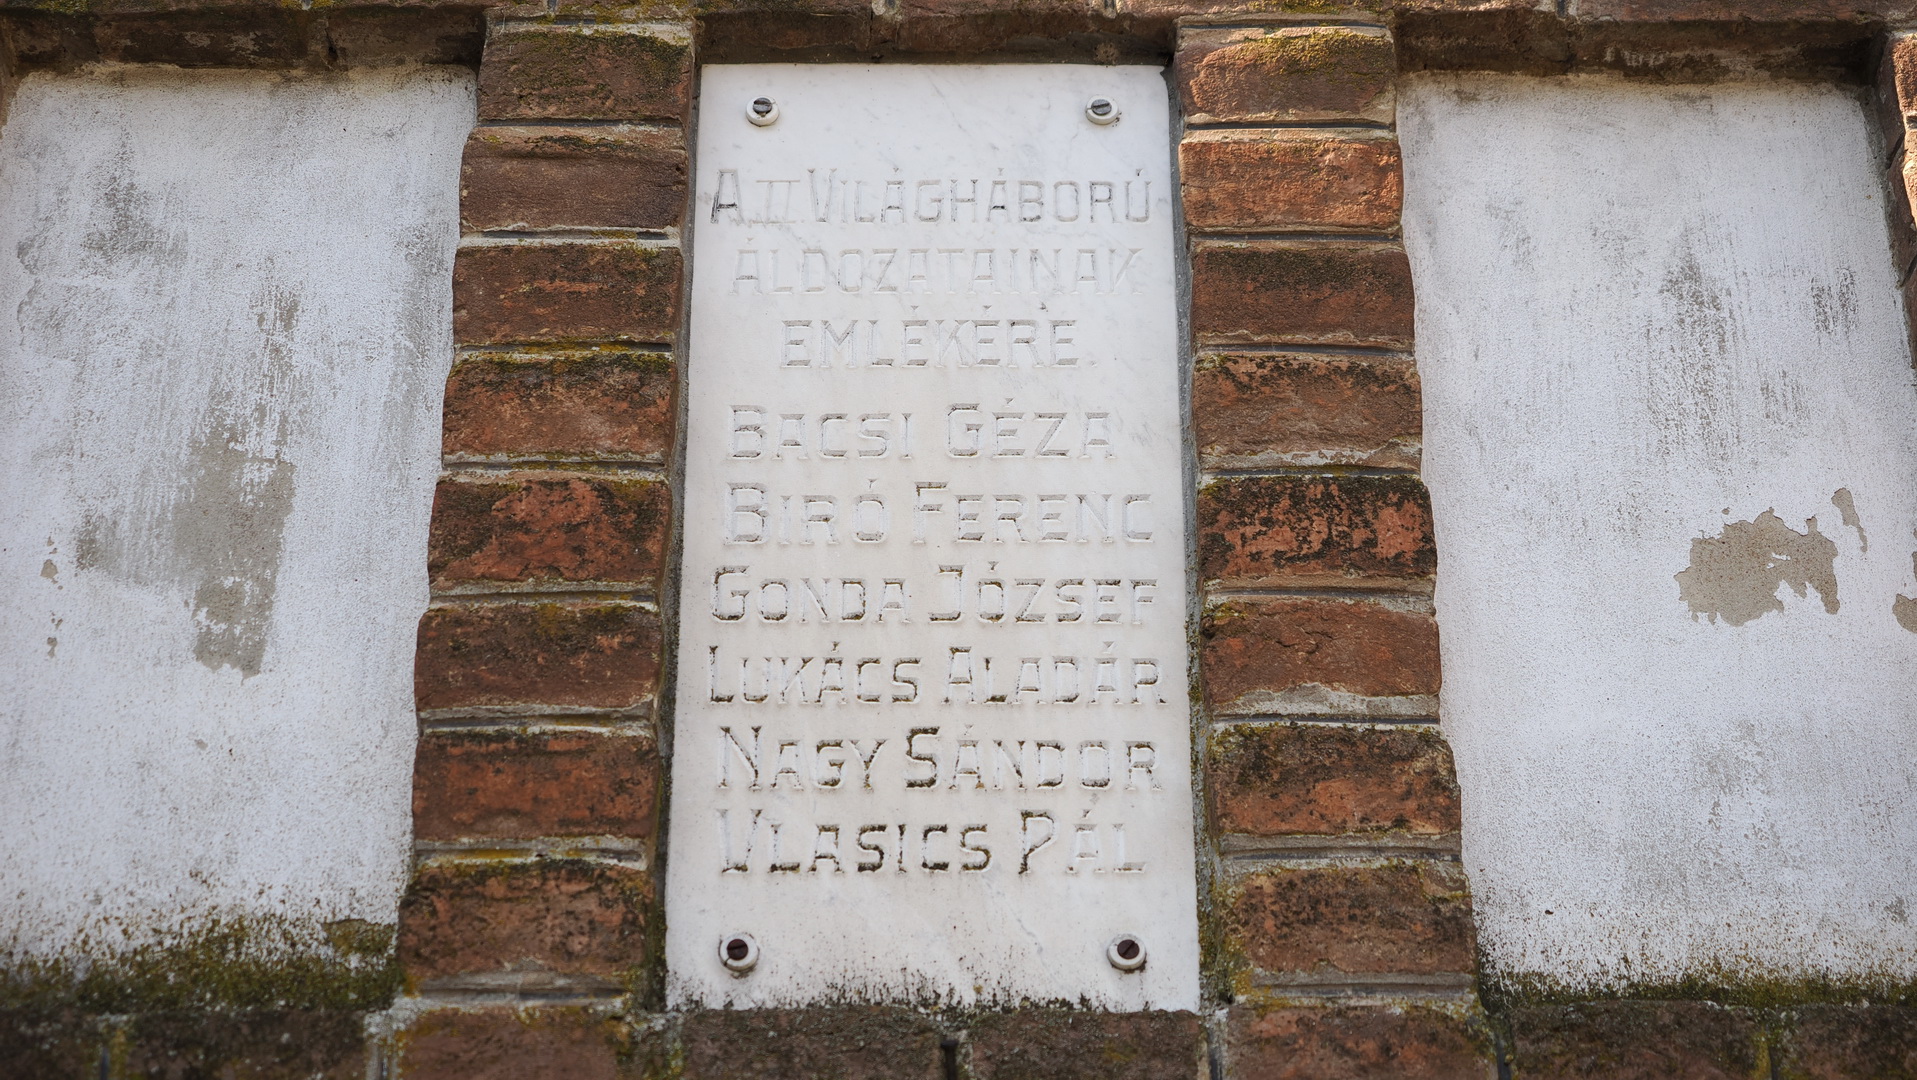 A II. VILÁGHÁBORÚ
ÁLDOZATAINAK
EMLÉKÉRE.
BACSI GÉZA
BIRÓ FERENC
GONDA JÓZSEF
LUKÁCS ALADÁR
NAGY SÁNDOR
VLASICS PÁL